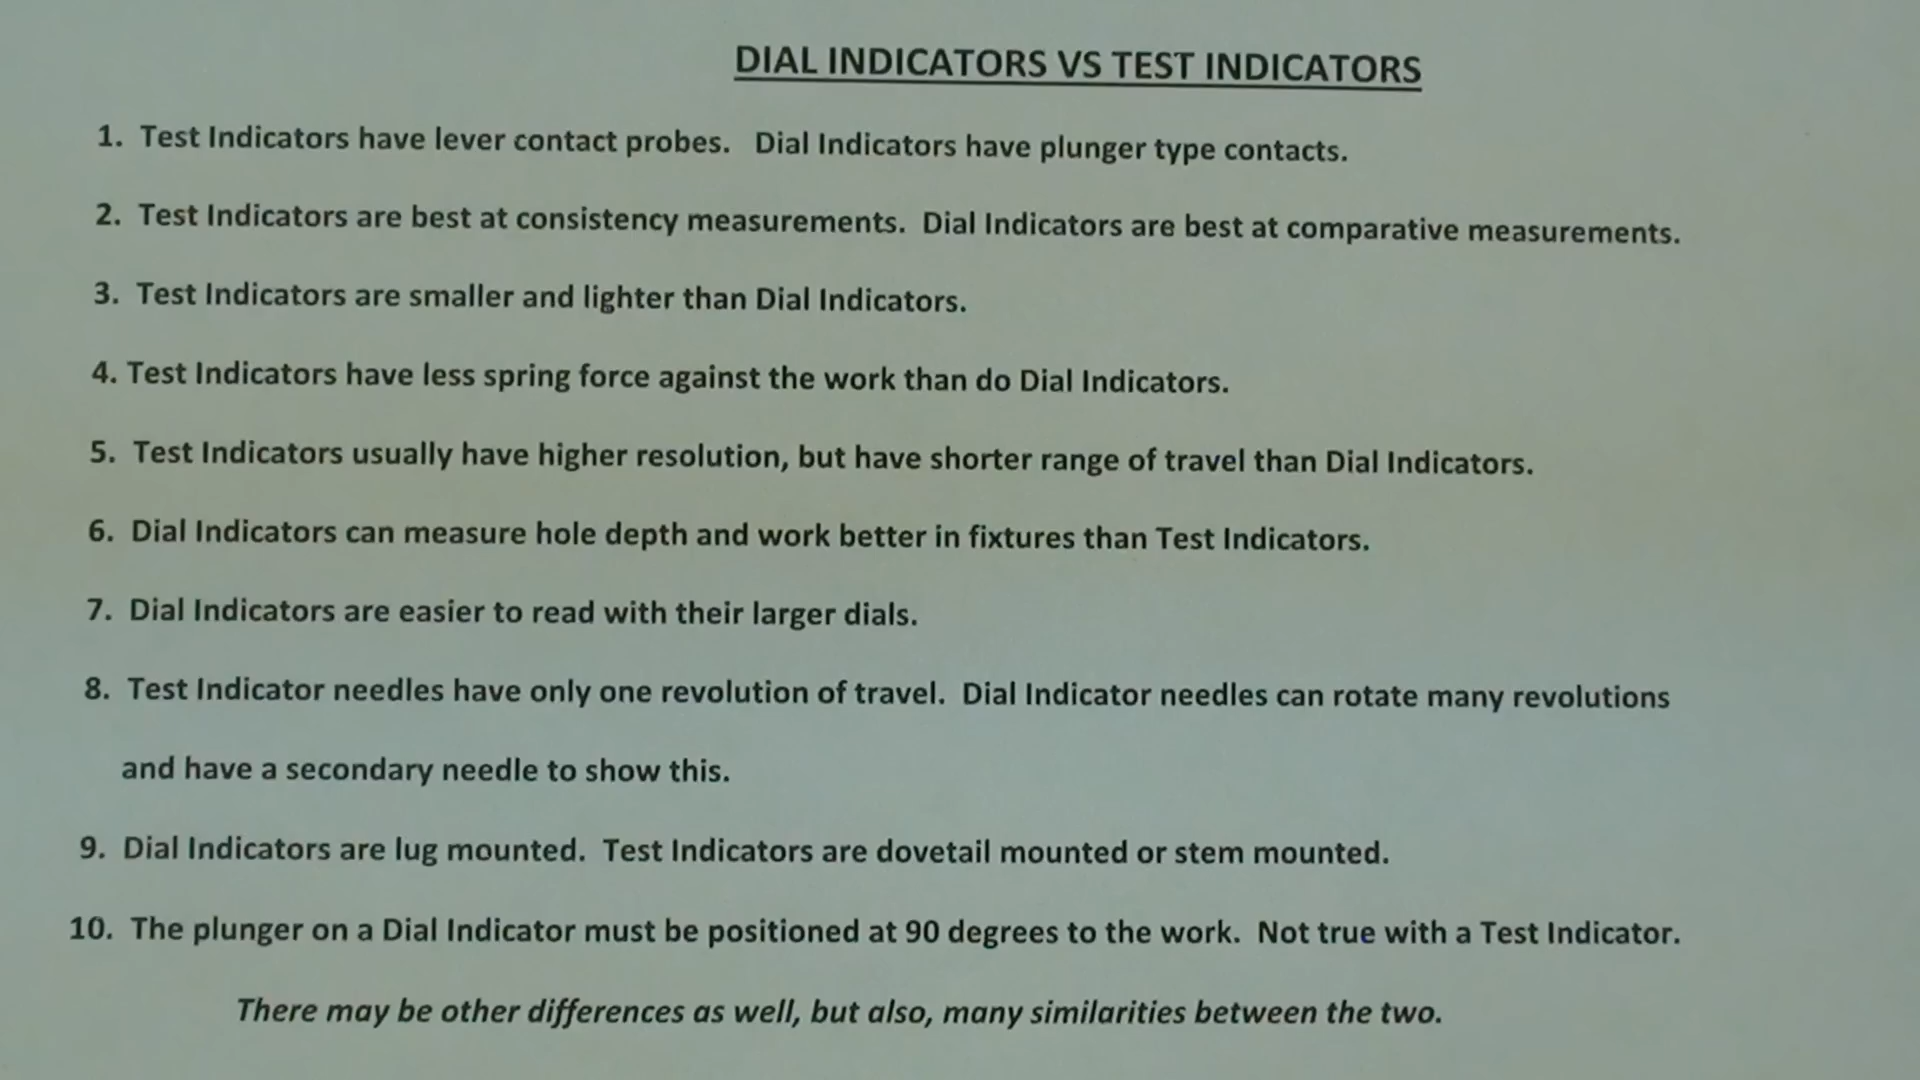 DIAL INDICATORS VS TEST INDICATORS
1. Test Indicators have lever contact probes. Dial Indicators have plunger type contacts.
2. Test Indicators are best at consistency measurements. Dial Indicators are best at comparative measurements.
3. Test Indicators are smaller and lighter than Dial Indicators.
4. Test Indicators have less spring force against the work than do Dial Indicators.
5. Test Indicators usually have higher resolution, but have shorter range of travel than Dial Indicators.
6. Dial Indicators can measure hole depth and work better in fixtures than Test Indicators.
7. Dial Indicators are easier to read with their larger dials.
8. Test Indicator needles have only one revolution of travel. Dial Indicator needles can rotate many revolutions
and have a secondary needle to show this.
9. Dial Indicators are lug mounted. Test Indicators are dovetail mounted or stem mounted.
10. The plunger on a Dial Indicator must be positioned at 90 degrees to the work. Not true with a Test Indicator.
There may be other differences as well, but also, many similarities between the two.